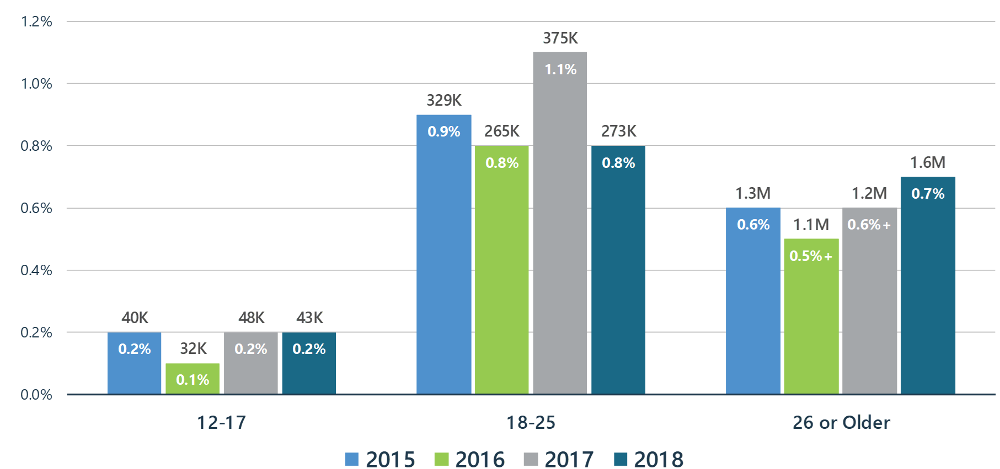 1.2%
375K
1.1%
1.0%
329K
0.9%
265K
273K
0.8%
0.8%
0.8%
1.6M
0.7%
1.3M
1.2M
0.6%
0.6%
1.1M
0.6%+
0.5%+
0.4%
40K
48K
43K
0.2%
0.2%
32K
0.2%
0.2%
0.1%
0.0%
12-17
18-25
26 or Older
2015
2016
2017
2018